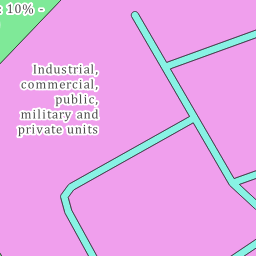 : 10% -
Industrial,
commercial,
public,
military and
private units